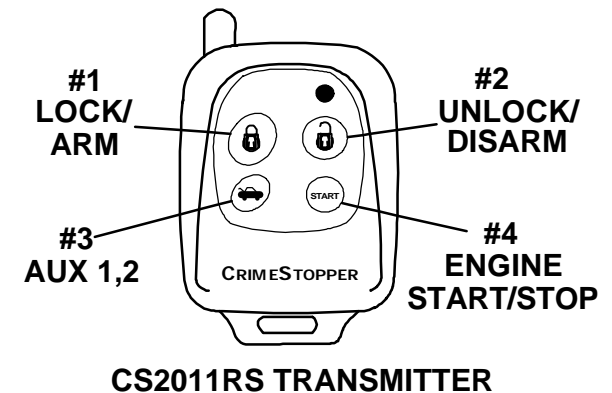 #1
LOCK/
ARM
#2
UNLOCK/
DISARM
START
#3
AUX 1,2
#4
ENGINE
START/STOP
CRIMESTOPPER
CS2011RS TRANSMITTER